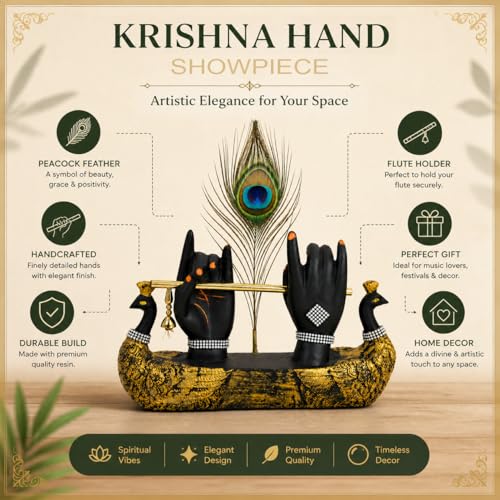 KRISHNA HAND
SHOWPIECE
Artistic Elegance for Your Space
PEACOCK FEATHER
A symbol of beauty,
grace & positivity.
HANDCRAFTED
Finely detailed hands
with elegant finish.
DURABLE BUILD
Made with premium
quality resin.
FLUTE HOLDER
Perfect to hold your
flute securely.
PERFECT GIFT
Ideal for music lovers,
festivals & decor.
HOME DECOR
Adds a divine & artistic
touch to any space.
Spiritual
Vibes
Elegant
Design
Premium
Quality
Timeless
Decor